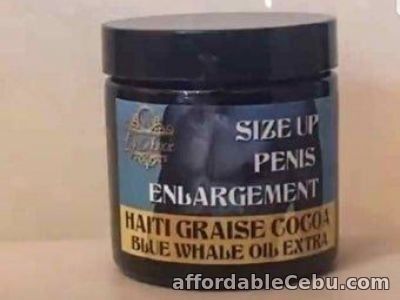 SIZE UP
PENIS
ENLARGEMENT
HAITI GRAISE COCOA
BLUE WHALE OIL EXTRA
affordableCebu.com